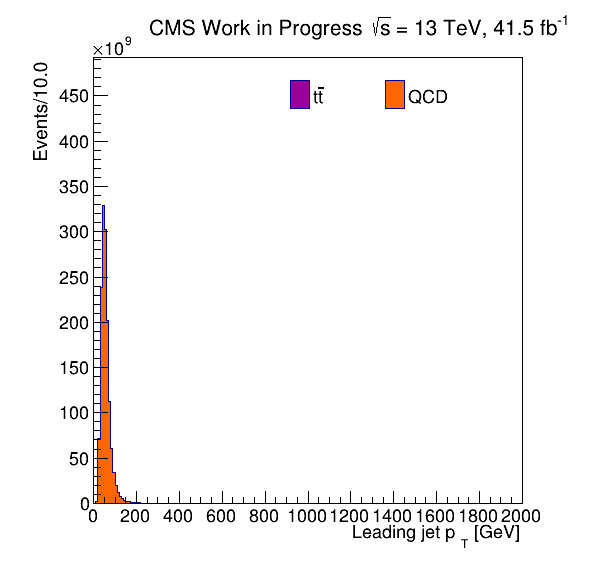 CMS Work in Progress √s = 13 TeV, 41.5 fb⁻¹
×10⁹
Events/10.0
tt̄
QCD
450
400
350
300
250
200
150
100
50
0
0 200 400 600 800 1000 1200 1400 1600 1800 2000
Leading jet p_T [GeV]